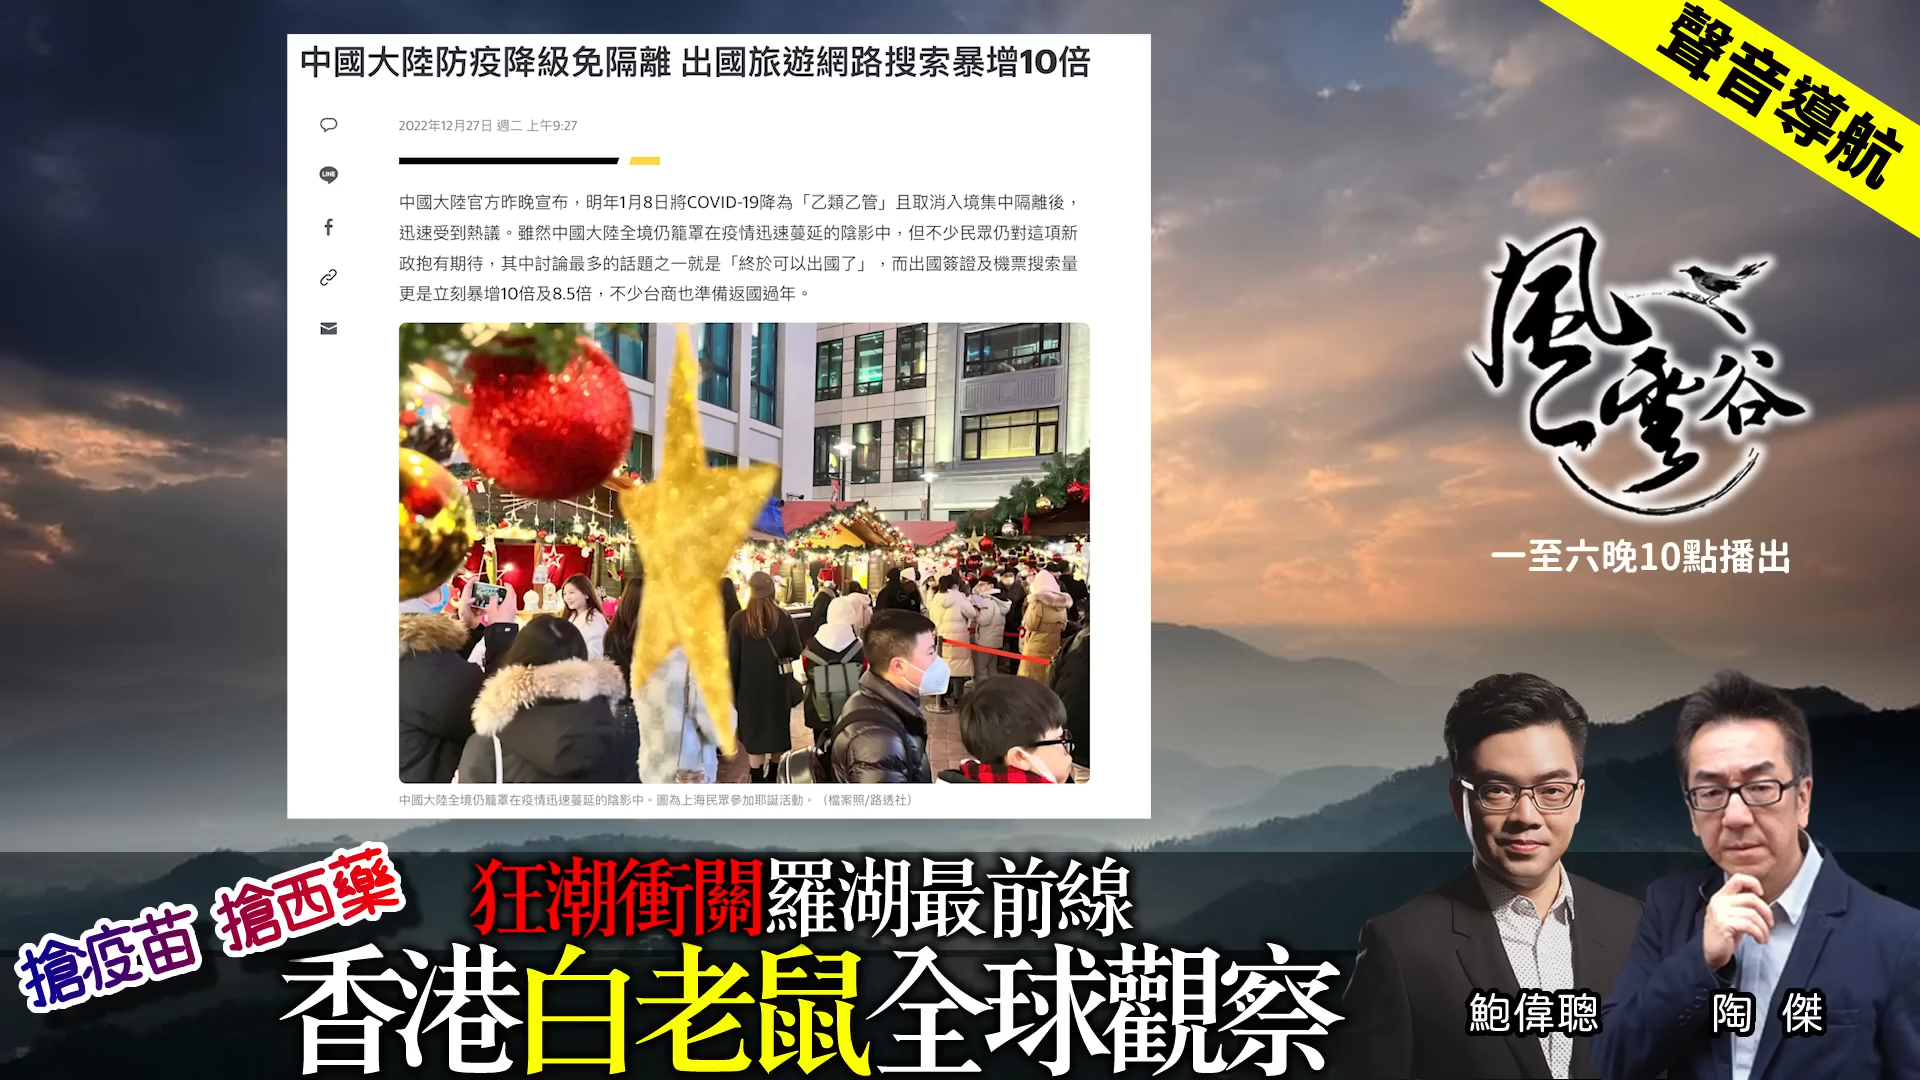 中國大陸防疫降級免隔離 出國旅遊網路搜索暴增10倍
聲音導航
2022年12月27日 週二 上午9:27
LINE
中國大陸官方昨晚宣布，明年1月8日將COVID-19降為「乙類乙管」且取消入境集中隔離後，
迅速受到熱議。雖然中國大陸全境仍籠罩在疫情迅速蔓延的陰影中，但不少民眾仍對這項新
政抱有期待，其中討論最多的話題之一就是「終於可以出國了」，而出國簽證及機票搜索量
更是立刻暴增10倍及8.5倍，不少台商也準備返國過年。
風雲谷
一至六晚10點播出
中國大陸全境仍籠罩在疫情迅速蔓延的陰影中。圖為上海民眾參加耶誕活動。（檔案照/路透社）
搶疫苗 搶西藥
狂潮衝關羅湖最前線
香港白老鼠全球觀察
鮑偉聰
陶 傑